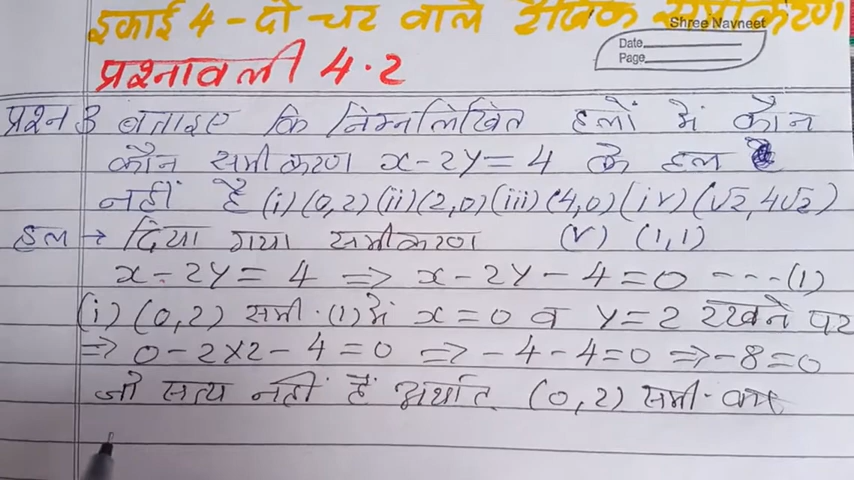 इकाई 4 - दो चर वाले रैखिक समीकरण
Shree Navneet
Date
Page
प्रश्नावली 4.2
प्रश्न 3 बताइए कि निम्नलिखित हलों में कौन
कौन समीकरण x-2y=4 के हल
नहीं है (i)(0,2)(ii)(2,0)(iii)(4,0)(iv)(√2,4√2)
हल → दिया गया समीकरण (v) (1,1)
x-2y=4 ⇒ x-2y-4=0 ----(1)
(i)(0,2) समी.(1)में x=0 व y=2 रखने पर
⇒ 0-2×2-4=0 ⇒ -4-4=0 ⇒ -8=0
जो सत्य नहीं है अर्थात (0,2) समी.